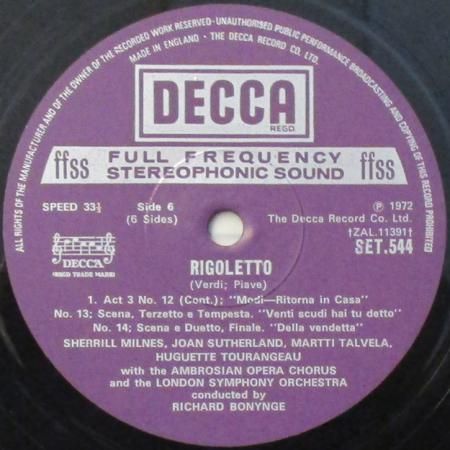 ALL RIGHTS OF THE MANUFACTURER AND OF THE OWNER OF THE RECORDED WORK RESERVED · UNAUTHORISED PUBLIC PERFORMANCE BROADCASTING AND COPYING OF THIS RECORD PROHIBITED
MADE IN ENGLAND · THE DECCA RECORD CO. LTD.
DECCA
REGD.
ffss FULL FREQUENCY STEREOPHONIC SOUND ffss
SPEED 33⅓
Side 6
(6 Sides)
Ⓟ 1972
The Decca Record Co. Ltd.
†ZAL.11391†
SET.544
DECCA
REGD TRADE MARK
RIGOLETTO
(Verdi; Piave)
1. Act 3 No. 12 (Cont.); "Medi—Ritorna in Casa"
No. 13; Scena, Terzetto e Tempesta. "Venti scudi hai tu detto"
No. 14; Scena e Duetto, Finale. "Della vendetta"
SHERRILL MILNES, JOAN SUTHERLAND, MARTTI TALVELA,
HUGUETTE TOURANGEAU
with the AMBROSIAN OPERA CHORUS
and the LONDON SYMPHONY ORCHESTRA
conducted by
RICHARD BONYNGE